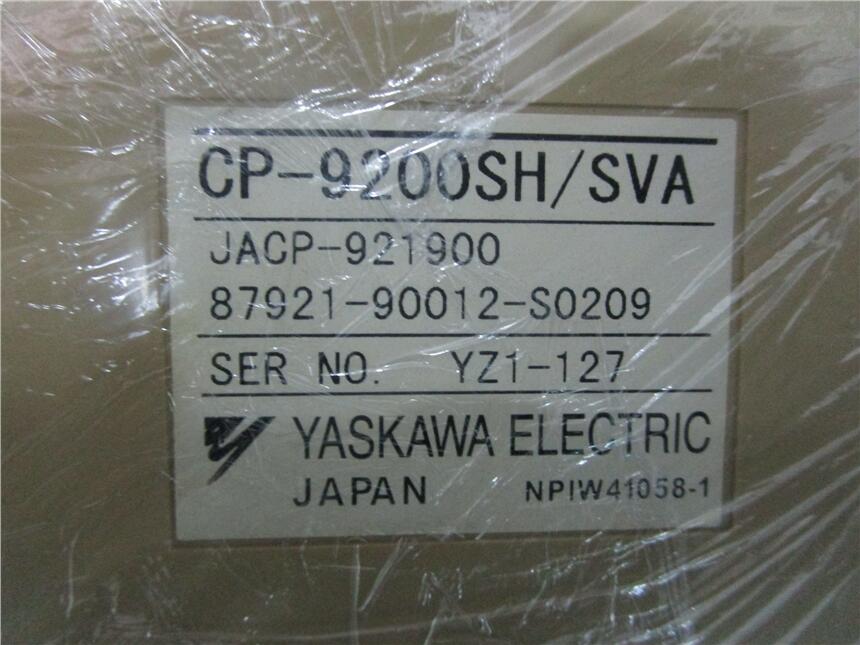 CP-9200SH/SVA
JACP-921900
87921-90012-S0209
SER NO. YZ1-127
YASKAWA ELECTRIC
JAPAN NPIW41058-1